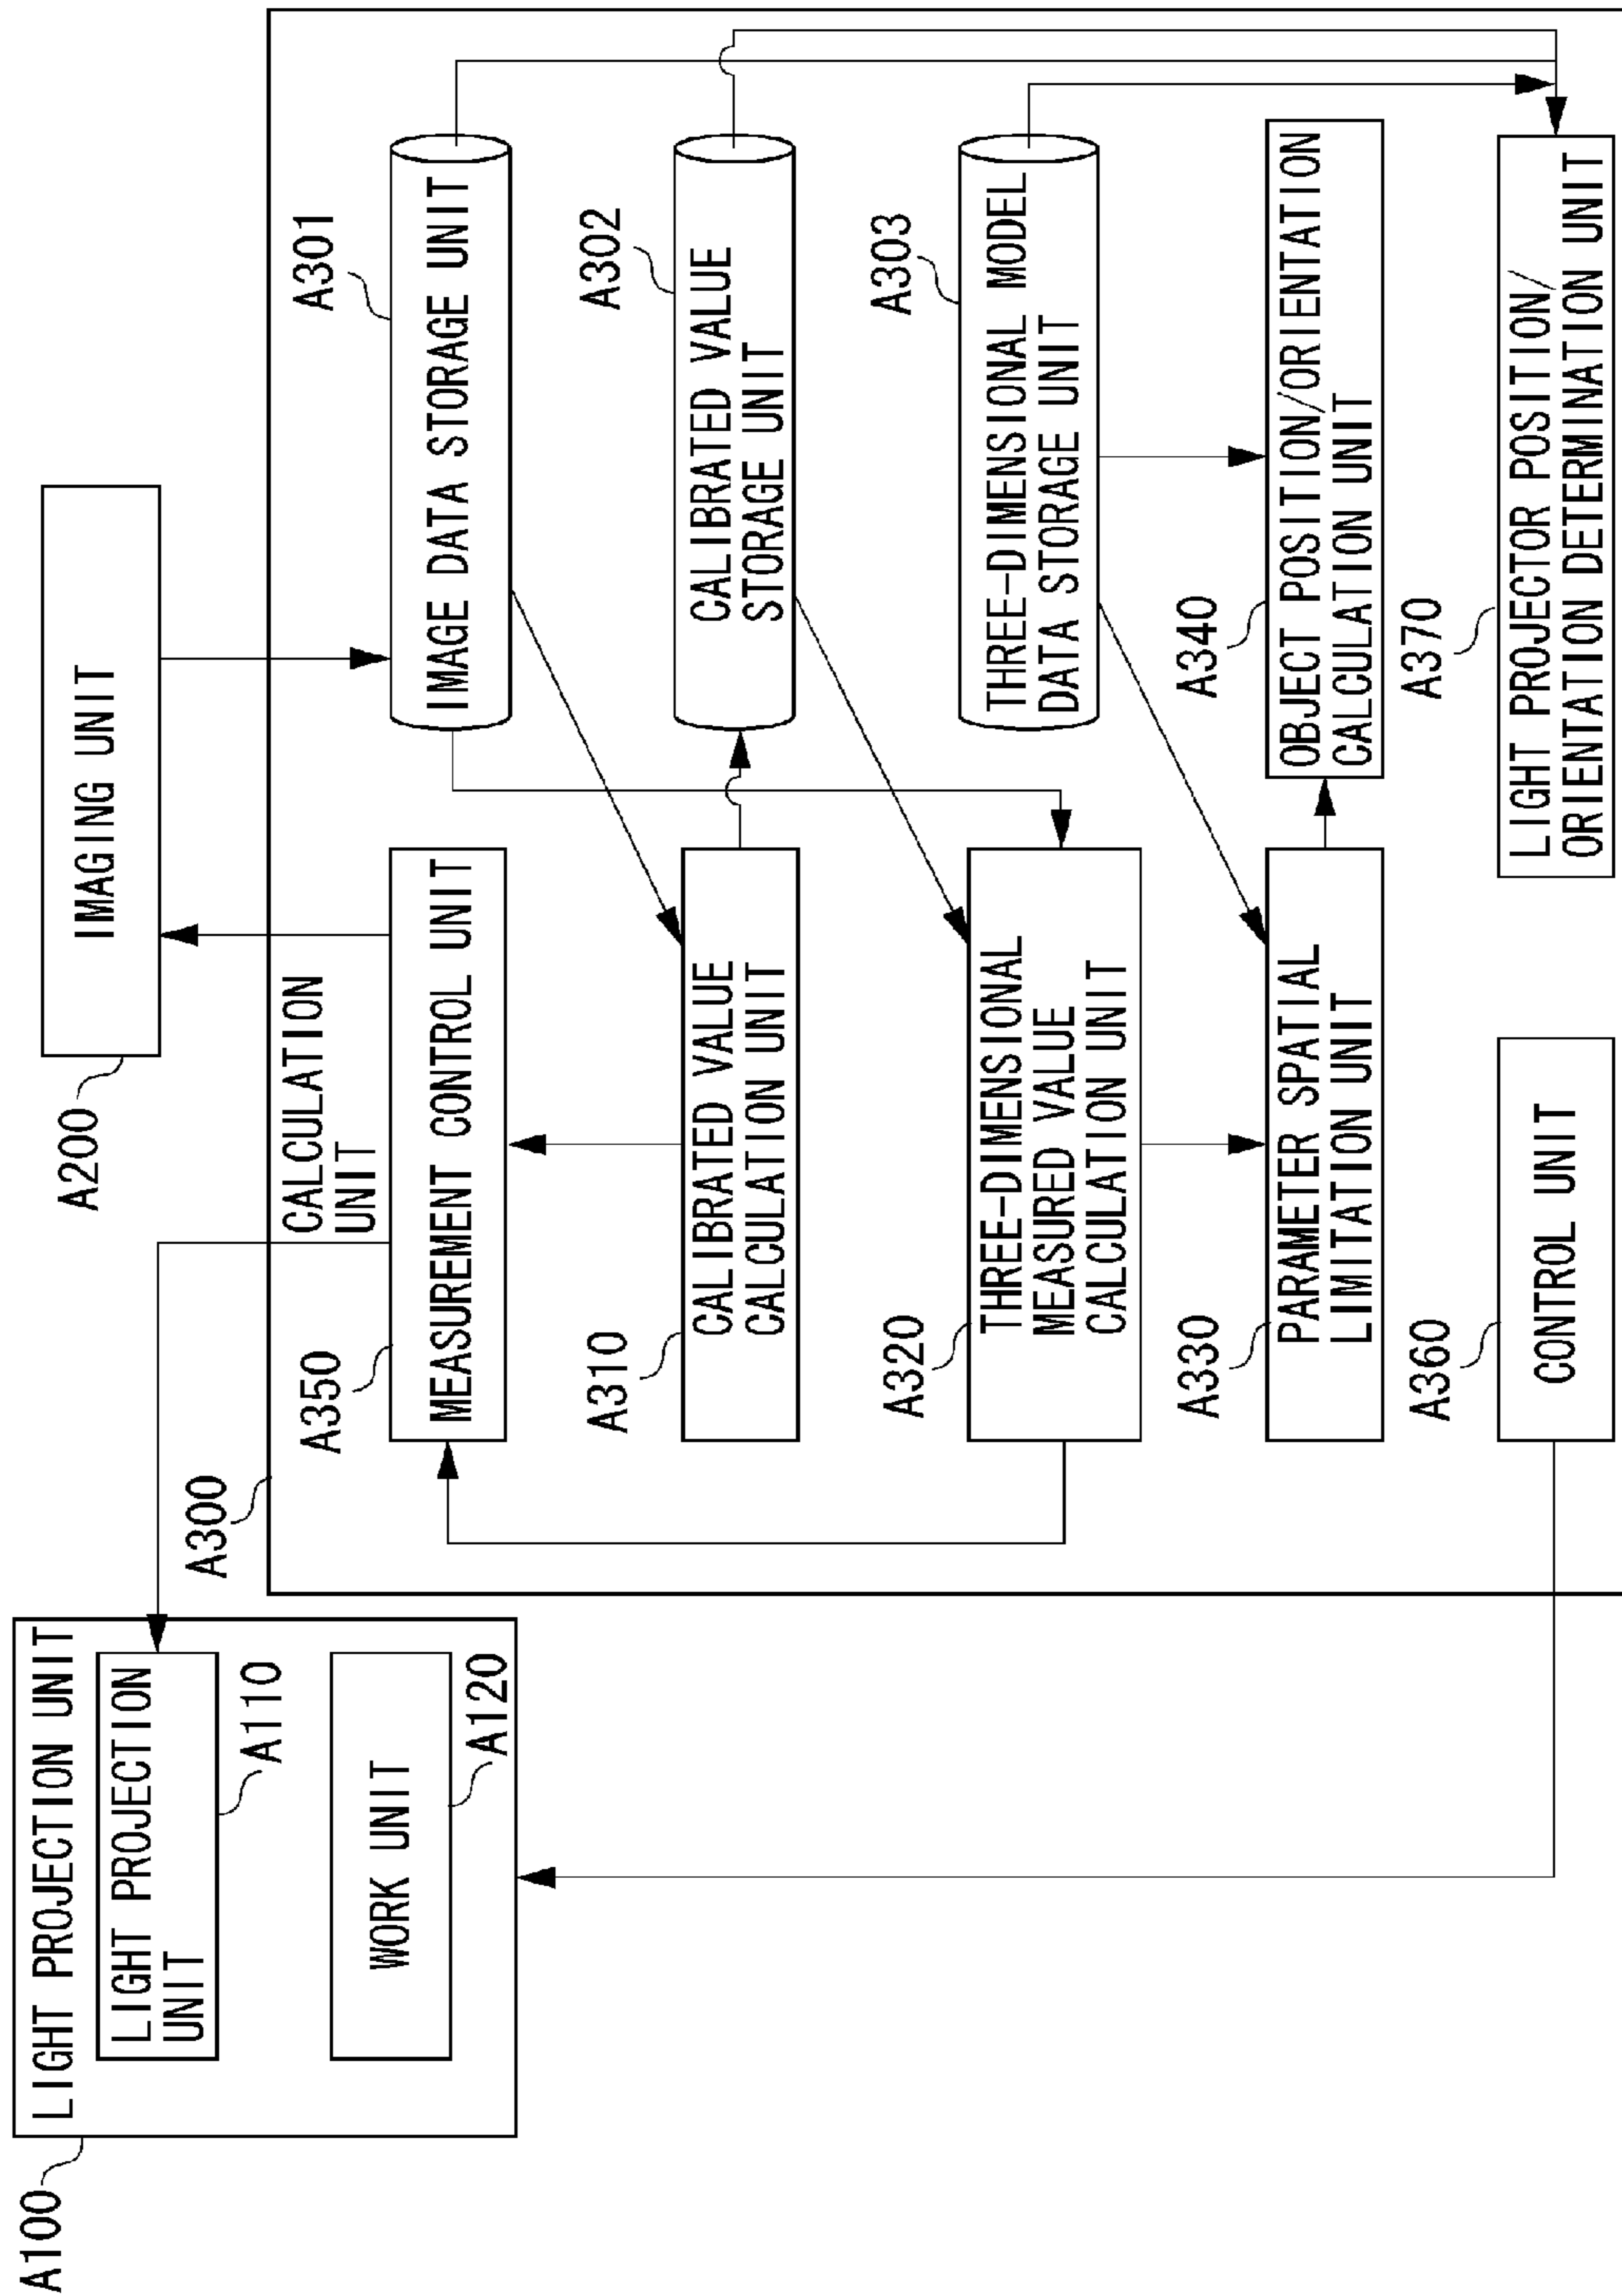 A100
LIGHT PROJECTION UNIT
LIGHT PROJECTION
UNIT
A110
WORK UNIT
A120
A200
IMAGING UNIT
A300
CALCULATION
UNIT
A350
MEASUREMENT CONTROL UNIT
A301
IMAGE DATA STORAGE UNIT
A310
CALIBRATED VALUE
CALCULATION UNIT
A302
CALIBRATED VALUE
STORAGE UNIT
A320
THREE-DIMENSIONAL
MEASURED VALUE
CALCULATION UNIT
A303
THREE-DIMENSIONAL MODEL
DATA STORAGE UNIT
A330
PARAMETER SPATIAL
LIMITATION UNIT
A340
OBJECT POSITION/ORIENTATION
CALCULATION UNIT
A360
CONTROL UNIT
A370
LIGHT PROJECTOR POSITION/
ORIENTATION DETERMINATION UNIT